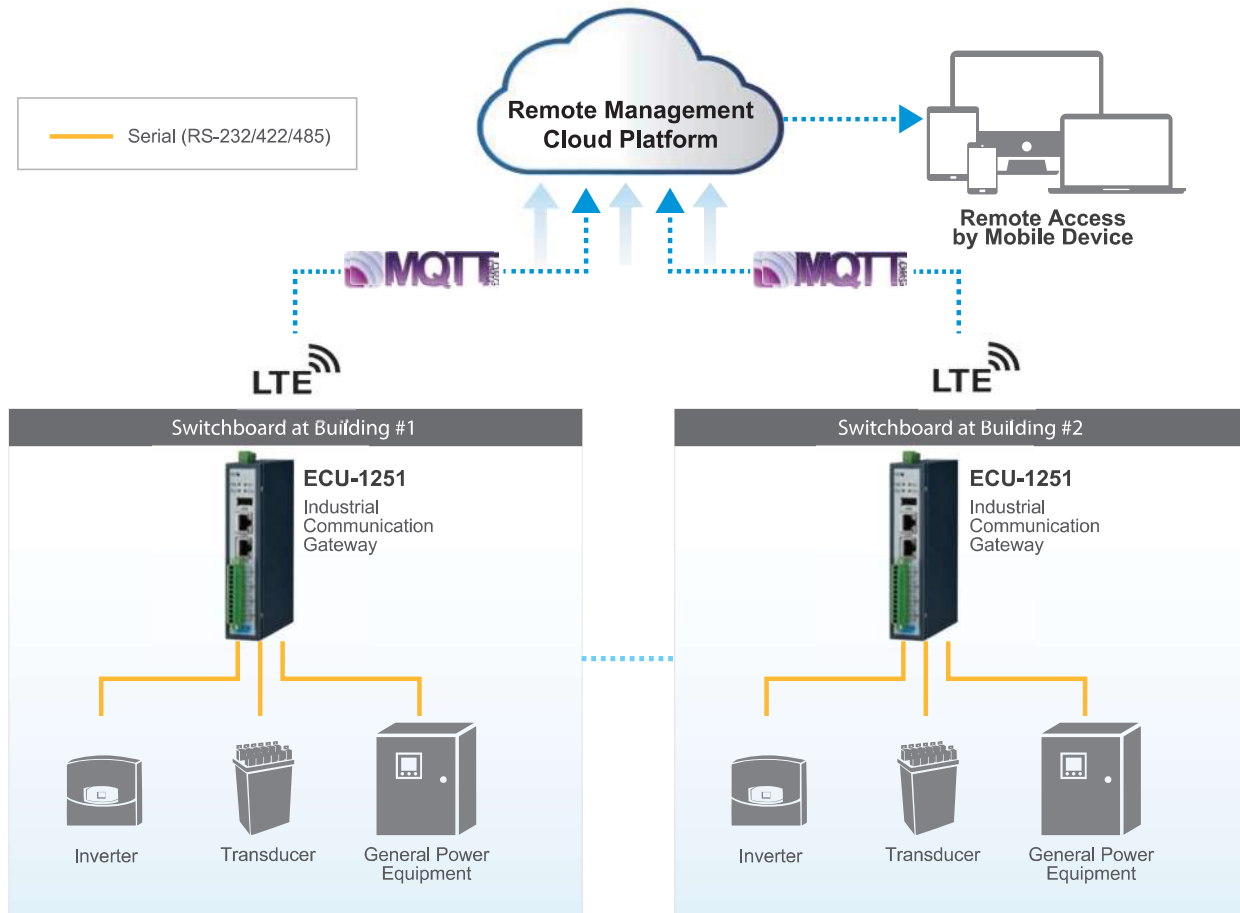 Remote Management
Cloud Platform
Serial (RS-232/422/485)
Remote Access
by Mobile Device
MQTT
.ORG
MQTT
.ORG
LTE
LTE
Switchboard at Building #1
Switchboard at Building #2
ECU-1251
Industrial
Communication
Gateway
ECU-1251
Industrial
Communication
Gateway
Inverter
Transducer
General Power
Equipment
Inverter
Transducer
General Power
Equipment